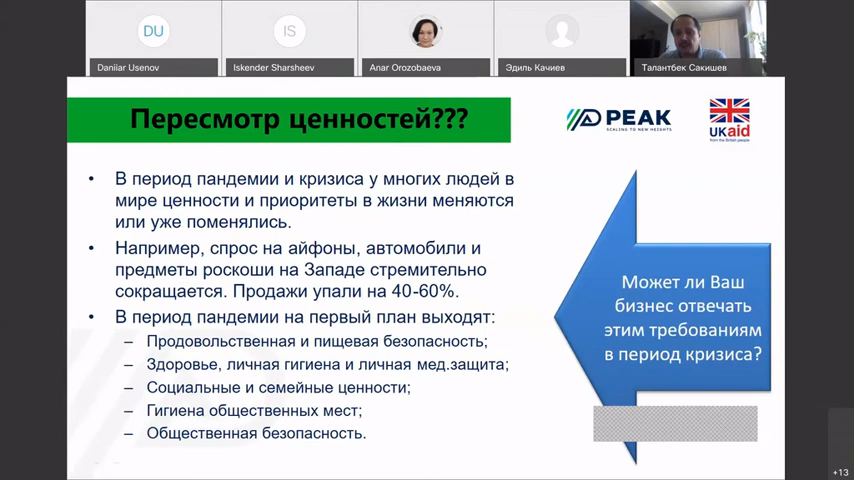 DU
IS
Daniiar Usenov
Iskender Sharsheev
Anar Orozobaeva
Эдиль Качиев
Талантбек Сакишев
Пересмотр ценностей???
PEAK
SCALING TO NEW HEIGHTS
UKaid
from the British people
• В период пандемии и кризиса у многих людей в
мире ценности и приоритеты в жизни меняются
или уже поменялись.
• Например, спрос на айфоны, автомобили и
предметы роскоши на Западе стремительно
сокращается. Продажи упали на 40-60%.
• В период пандемии на первый план выходят:
– Продовольственная и пищевая безопасность;
– Здоровье, личная гигиена и личная мед.защита;
– Социальные и семейные ценности;
– Гигиена общественных мест;
– Общественная безопасность.
Может ли Ваш
бизнес отвечать
этим требованиям
в период кризиса?
+13